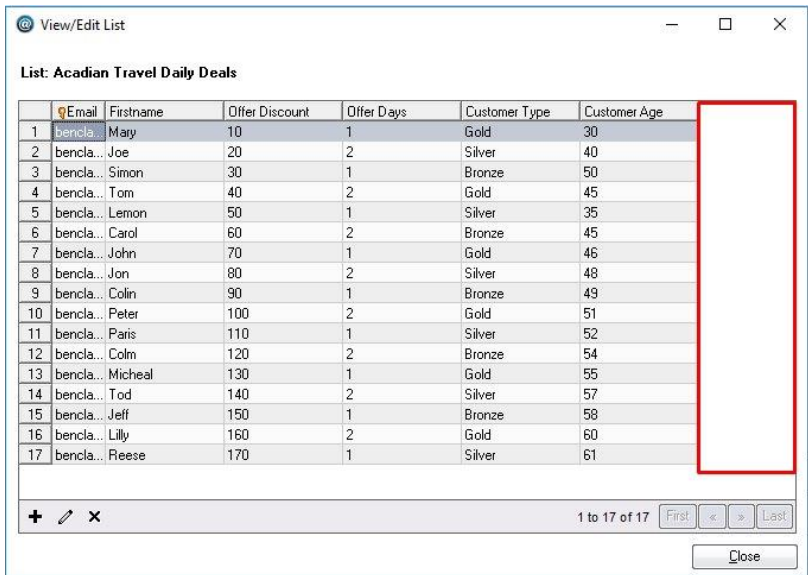 View/Edit List
List: Acadian Travel Daily Deals
Email Firstname Offer Discount Offer Days Customer Type Customer Age
1 bencla... Mary 10 1 Gold 30
2 bencla... Joe 20 2 Silver 40
3 bencla... Simon 30 1 Bronze 50
4 bencla... Tom 40 2 Gold 45
5 bencla... Lemon 50 1 Silver 35
6 bencla... Carol 60 2 Bronze 45
7 bencla... John 70 1 Gold 46
8 bencla... Jon 80 2 Silver 48
9 bencla... Colin 90 1 Bronze 49
10 bencla... Peter 100 2 Gold 51
11 bencla... Paris 110 1 Silver 52
12 bencla... Colm 120 2 Bronze 54
13 bencla... Micheal 130 1 Gold 55
14 bencla... Tod 140 2 Silver 57
15 bencla... Jeff 150 1 Bronze 58
16 bencla... Lilly 160 2 Gold 60
17 bencla... Reese 170 1 Silver 61
1 to 17 of 17 First « » Last
Close